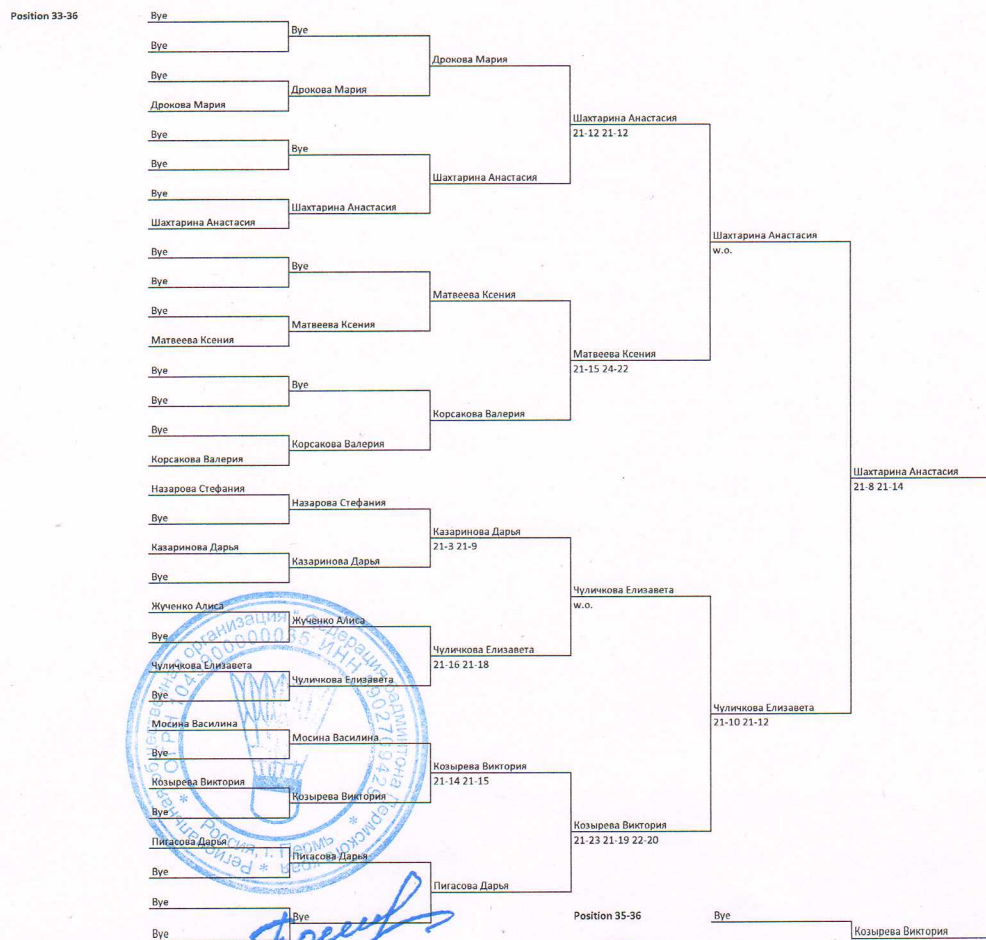 Position 33-36
Bye
Bye
Bye
Дрокова Мария
Bye
Bye
Bye
Шахтарина Анастасия
Bye
Bye
Bye
Матвеева Ксения
Bye
Bye
Bye
Корсакова Валерия
Назарова Стефания
Bye
Казаринова Дарья
Bye
Жученко Алиса
Bye
Чуличкова Елизавета
Bye
Мосина Василина
Bye
Козырева Виктория
Bye
Пигасова Дарья
Bye
Bye
Bye
Bye
Дрокова Мария
Bye
Шахтарина Анастасия
Bye
Матвеева Ксения
Bye
Корсакова Валерия
Назарова Стефания
Казаринова Дарья
Жученко Алиса
Чуличкова Елизавета
Мосина Василина
Козырева Виктория
Пигасова Дарья
Bye
Дрокова Мария
Шахтарина Анастасия
Матвеева Ксения
Корсакова Валерия
Казаринова Дарья
21-3 21-9
Чуличкова Елизавета
21-16 21-18
Козырева Виктория
21-14 21-15
Пигасова Дарья
Шахтарина Анастасия
21-12 21-12
Матвеева Ксения
21-15 24-22
Чуличкова Елизавета
w.o.
Козырева Виктория
21-23 21-19 22-20
Шахтарина Анастасия
w.o.
Чуличкова Елизавета
21-10 21-12
Шахтарина Анастасия
21-8 21-14
Position 35-36
Bye
Козырева Виктория
Региональная общественная организация "Федерация бадминтона Пермского края"
Россия, г. Пермь